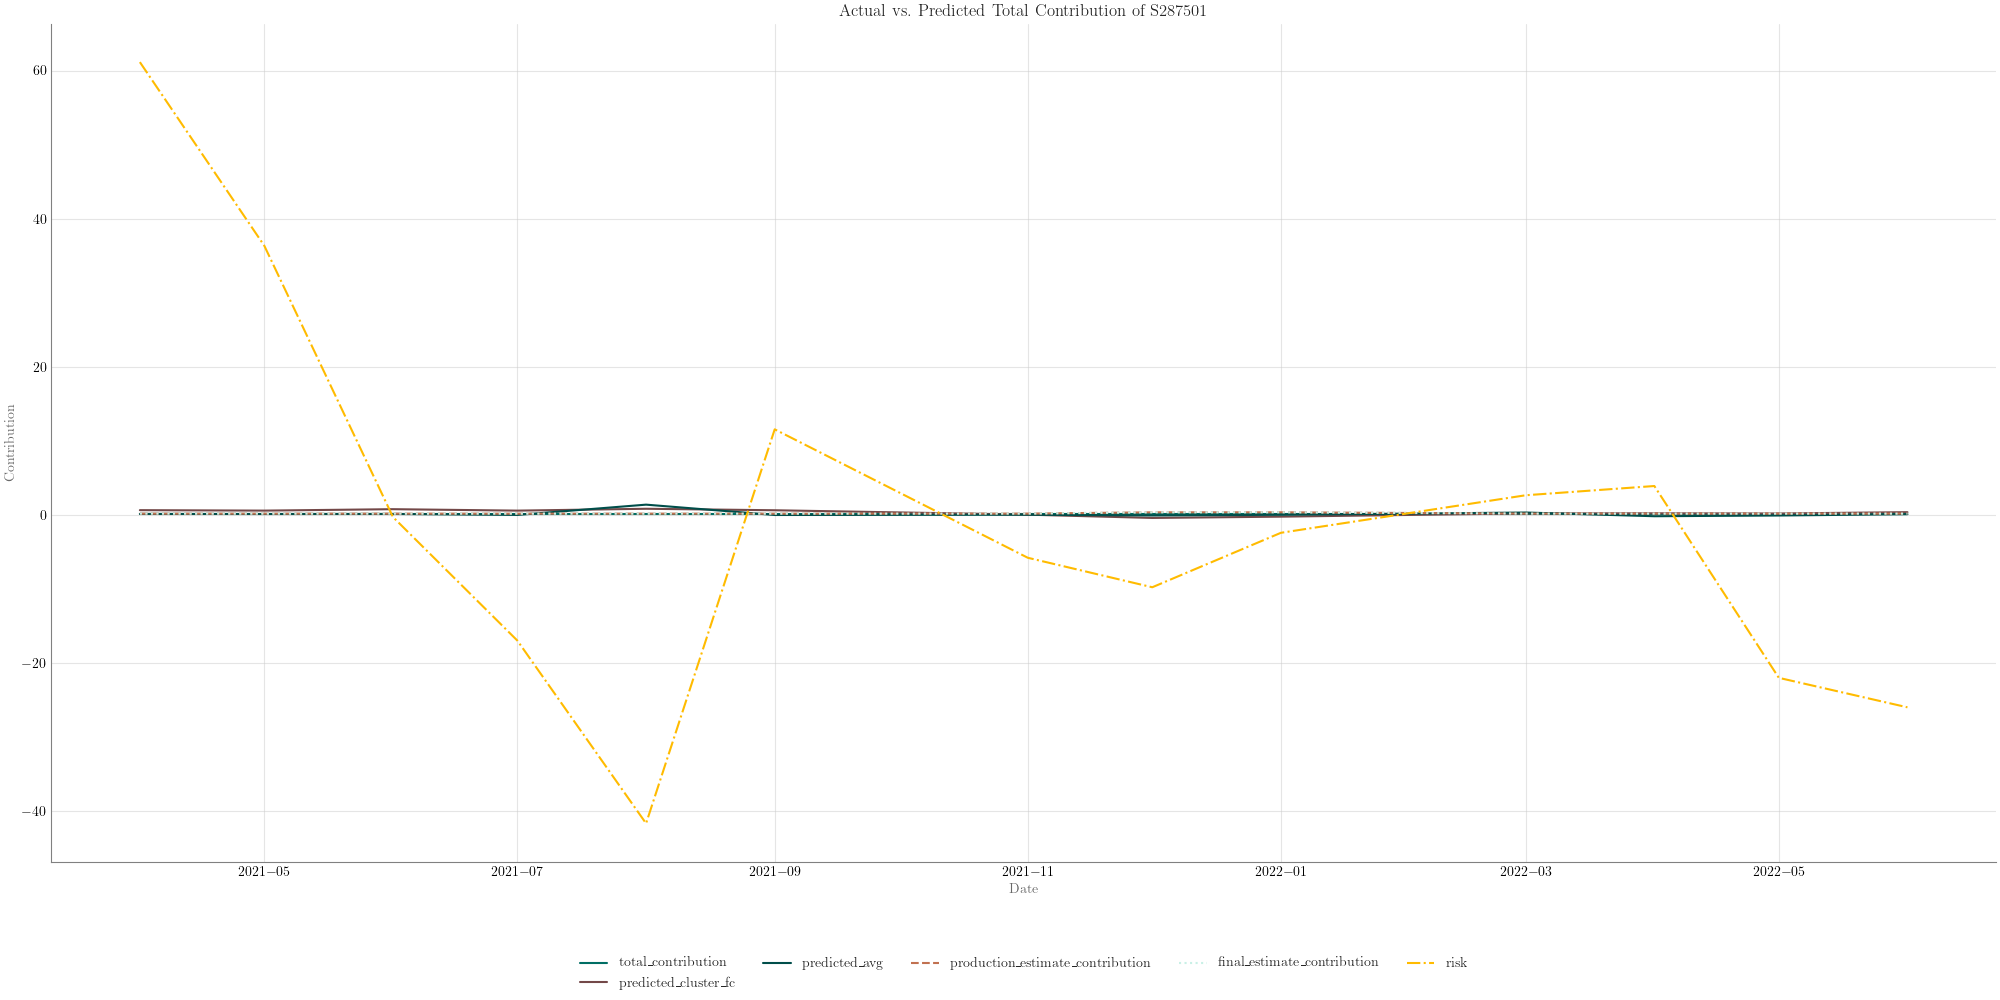 Actual vs. Predicted Total Contribution of S287501
Contribution
60
40
20
0
−20
−40
2021−05
2021−07
2021−09
2021−11
2022−01
2022−03
2022−05
Date
total_contribution
predicted_avg
production_estimate_contribution
final_estimate_contribution
risk
predicted_cluster_fc